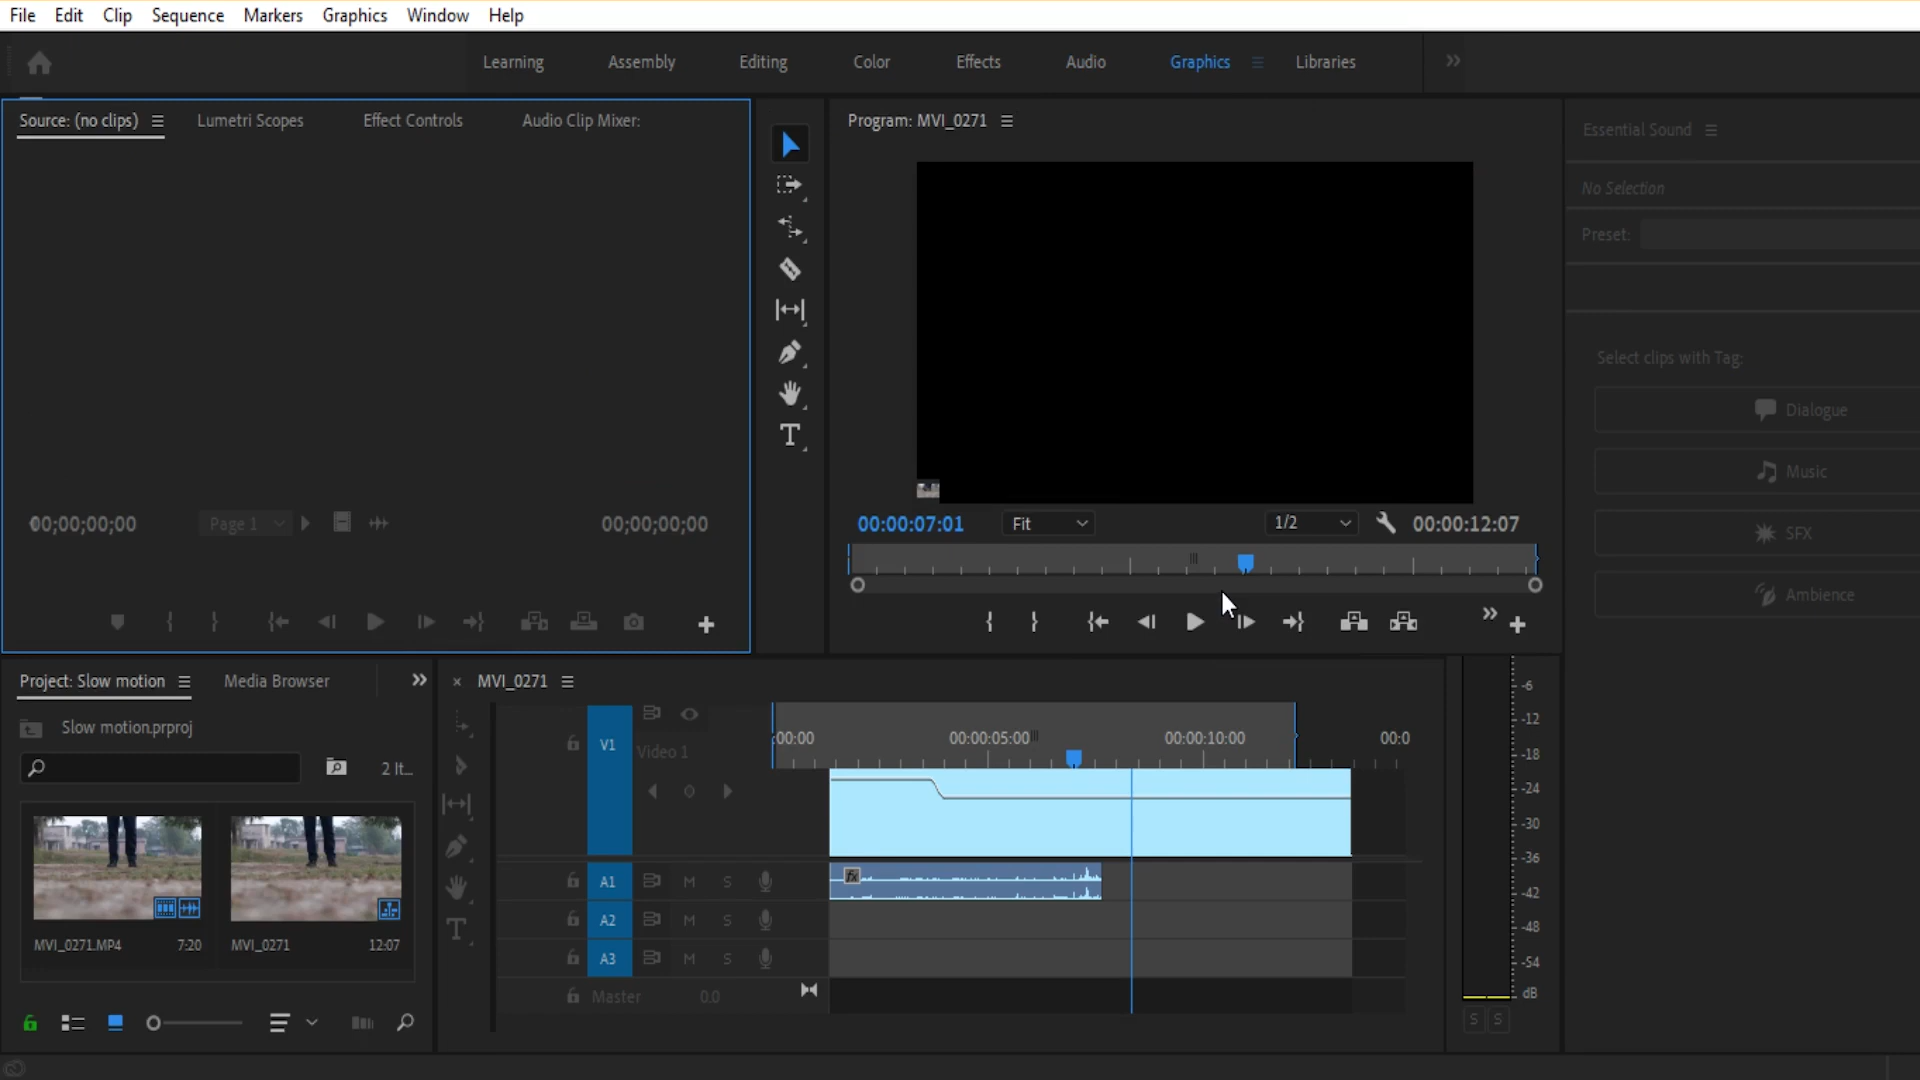 File Edit Clip Sequence Markers Graphics Window Help
Learning Assembly Editing Color Effects Audio Graphics Libraries
Source: (no clips) Lumetri Scopes Effect Controls Audio Clip Mixer:
Program: MVI_0271
Essential Sound
No Selection
Preset:
Select clips with Tag:
Dialogue
Music
SFX
Ambience
00;00;00;00 Page 1 00;00;00;00
00:00:07:01 Fit 1/2 00:00:12:07
Project: Slow motion Media Browser
Slow motion.prproj
2 It...
MVI_0271.MP4 7:20 MVI_0271 12:07
MVI_0271
:00:00 00:00:05:00 00:00:10:00 00:0
V1 Video 1
fx
A1 M S
A2 M S
A3 M S
Master 0.0
-6
-12
-18
-24
-30
-36
-42
-48
-54
dB
S S